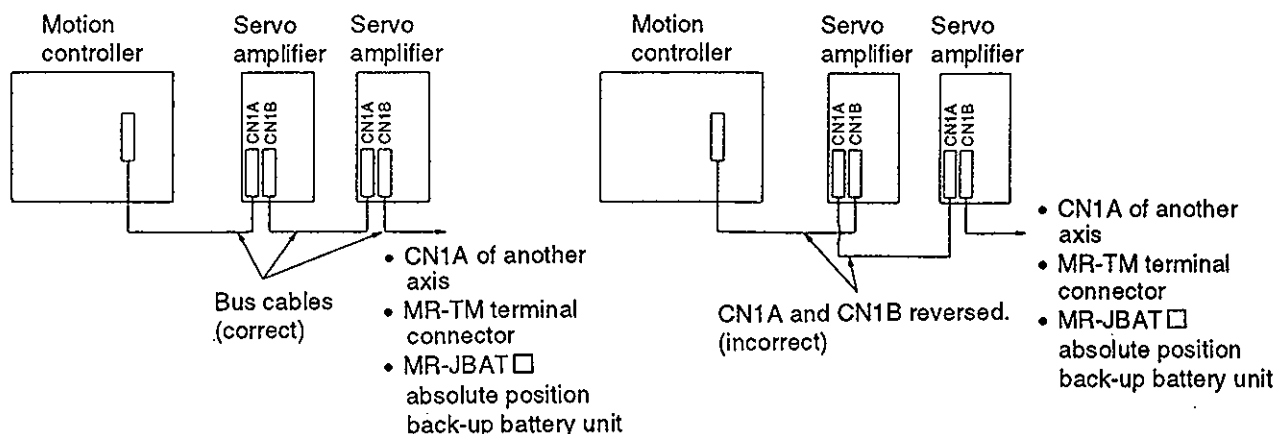 Motion
controller
Servo
amplifier
Servo
amplifier
CN1A
CN1B
CN1A
CN1B
Bus cables
(correct)
• CN1A of another
axis
• MR-TM terminal
connector
• MR-JBAT□
absolute position
back-up battery unit
Motion
controller
Servo
amplifier
Servo
amplifier
CN1A
CN1B
CN1A
CN1B
CN1A and CN1B reversed.
(incorrect)
• CN1A of another
axis
• MR-TM terminal
connector
• MR-JBAT□
absolute position
back-up battery unit